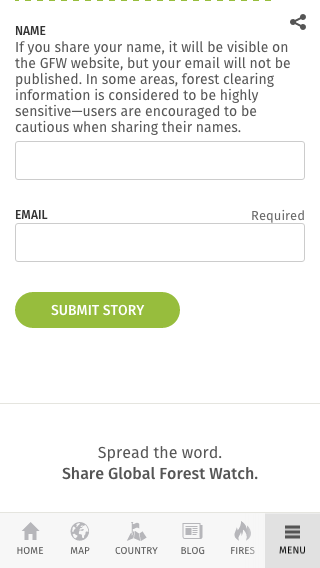 NAME
If you share your name, it will be visible on
the GFW website, but your email will not be
published. In some areas, forest clearing
information is considered to be highly
sensitive—users are encouraged to be
cautious when sharing their names.
EMAIL Required
SUBMIT STORY
Spread the word.
Share Global Forest Watch.
HOME MAP COUNTRY BLOG FIRES MENU